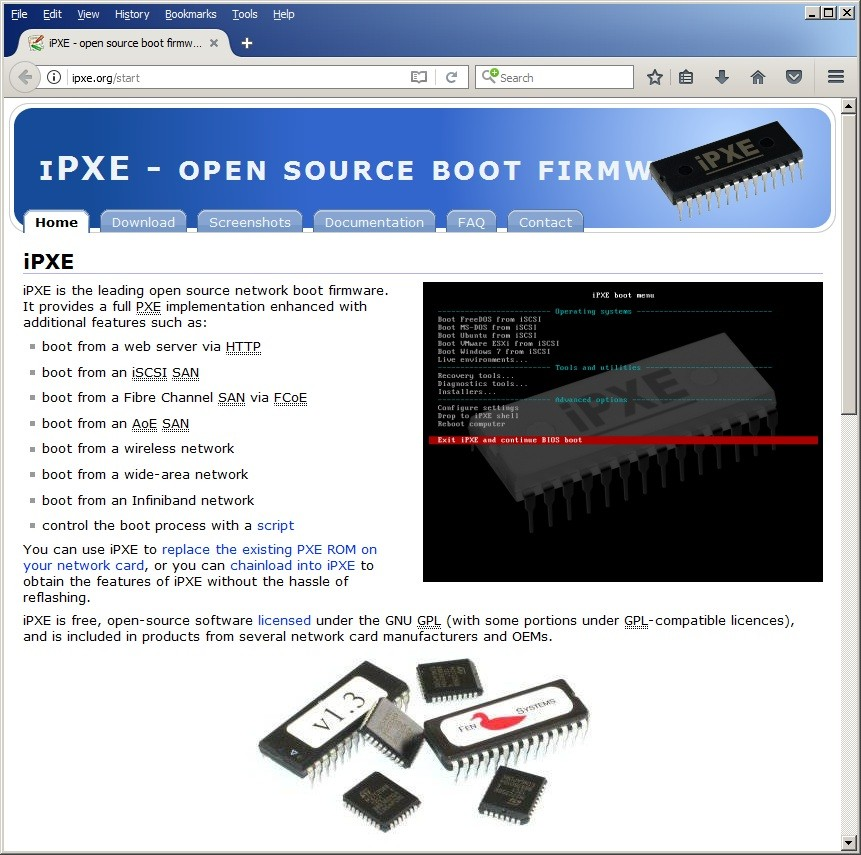 File Edit View History Bookmarks Tools Help
iPXE - open source boot firmw...
ipxe.org/start
Search
iPXE - open source boot firmw
iPXE
Home Download Screenshots Documentation FAQ Contact
iPXE
iPXE is the leading open source network boot firmware.
It provides a full PXE implementation enhanced with
additional features such as:
boot from a web server via HTTP
boot from an iSCSI SAN
boot from a Fibre Channel SAN via FCoE
boot from an AoE SAN
boot from a wireless network
boot from a wide-area network
boot from an Infiniband network
control the boot process with a script
You can use iPXE to replace the existing PXE ROM on
your network card, or you can chainload into iPXE to
obtain the features of iPXE without the hassle of
reflashing.
iPXE boot menu
Operating systems
Boot FreeDOS from iSCSI
Boot MS-DOS from iSCSI
Boot Ubuntu from iSCSI
Boot VMware ESXi from iSCSI
Boot Windows 7 from iSCSI
Live environments...
Tools and utilities
Recovery tools...
Diagnostics tools...
Installers...
Advanced options
Configure settings
Drop to iPXE shell
Reboot computer
Exit iPXE and continue BIOS boot
iPXE
iPXE is free, open-source software licensed under the GNU GPL (with some portions under GPL-compatible licences),
and is included in products from several network card manufacturers and OEMs.
v1.3
Fen Systems